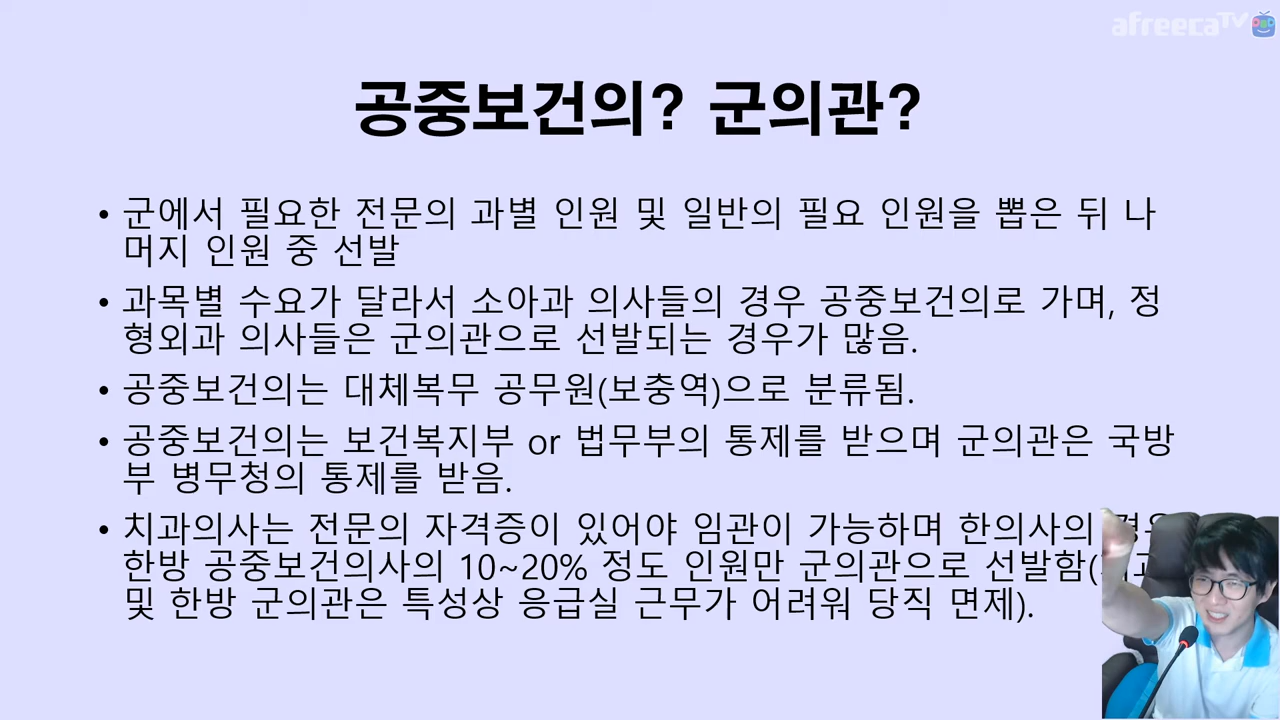 afreecaTV
공중보건의? 군의관?
• 군에서 필요한 전문의 과별 인원 및 일반의 필요 인원을 뽑은 뒤 나
머지 인원 중 선발
• 과목별 수요가 달라서 소아과 의사들의 경우 공중보건의로 가며, 정
형외과 의사들은 군의관으로 선발되는 경우가 많음.
• 공중보건의는 대체복무 공무원(보충역)으로 분류됨.
• 공중보건의는 보건복지부 or 법무부의 통제를 받으며 군의관은 국방
부 병무청의 통제를 받음.
• 치과의사는 전문의 자격증이 있어야 임관이 가능하며 한의사의
한방 공중보건의사의 10~20% 정도 인원만 군의관으로 선발함(
및 한방 군의관은 특성상 응급실 근무가 어려워 당직 면제).